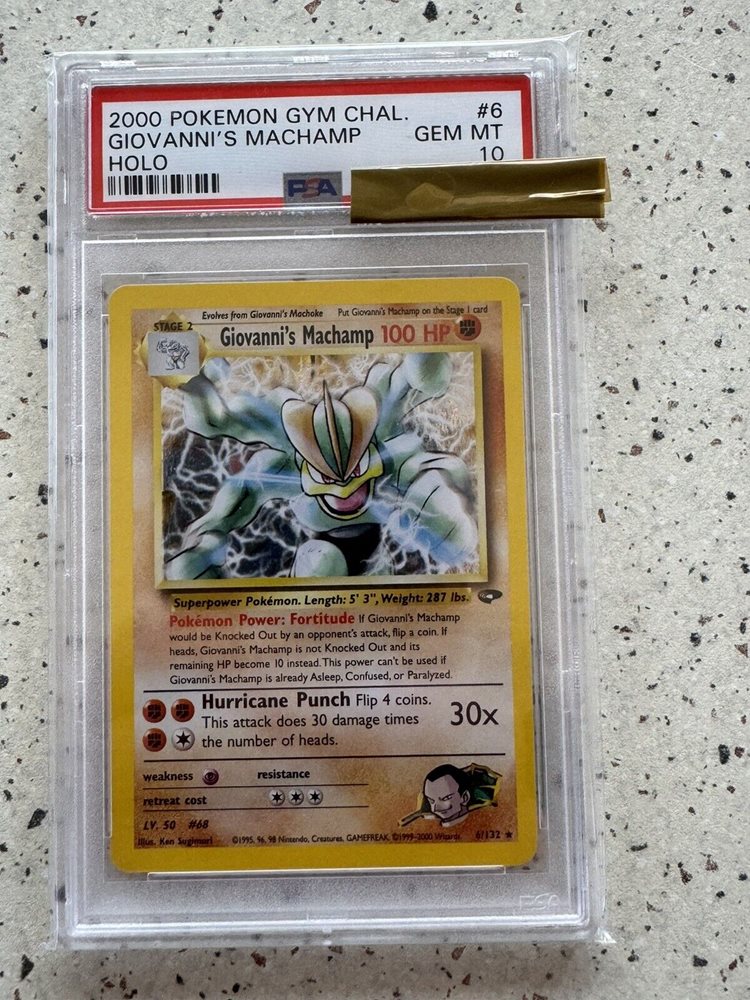 2000 POKEMON GYM CHAL. #6
GIOVANNI'S MACHAMP GEM MT
HOLO 10
PSA
Evolves from Giovanni's Machoke Put Giovanni's Machamp on the Stage 1 card
STAGE 2
Giovanni's Machamp 100 HP
Superpower Pokémon. Length: 5' 3", Weight: 287 lbs.
Pokémon Power: Fortitude If Giovanni's Machamp
would be Knocked Out by an opponent's attack, flip a coin. If
heads, Giovanni's Machamp is not Knocked Out and its
remaining HP become 10 instead. This power can't be used if
Giovanni's Machamp is already Asleep, Confused, or Paralyzed.
Hurricane Punch Flip 4 coins.
This attack does 30 damage times
the number of heads.
30x
weakness resistance
retreat cost
LV. 50 #68
Illus. Ken Sugimori ©1995, 96, 98 Nintendo, Creatures, GAMEFREAK. ©1999-2000 Wizards. 6/132 ★
PSA